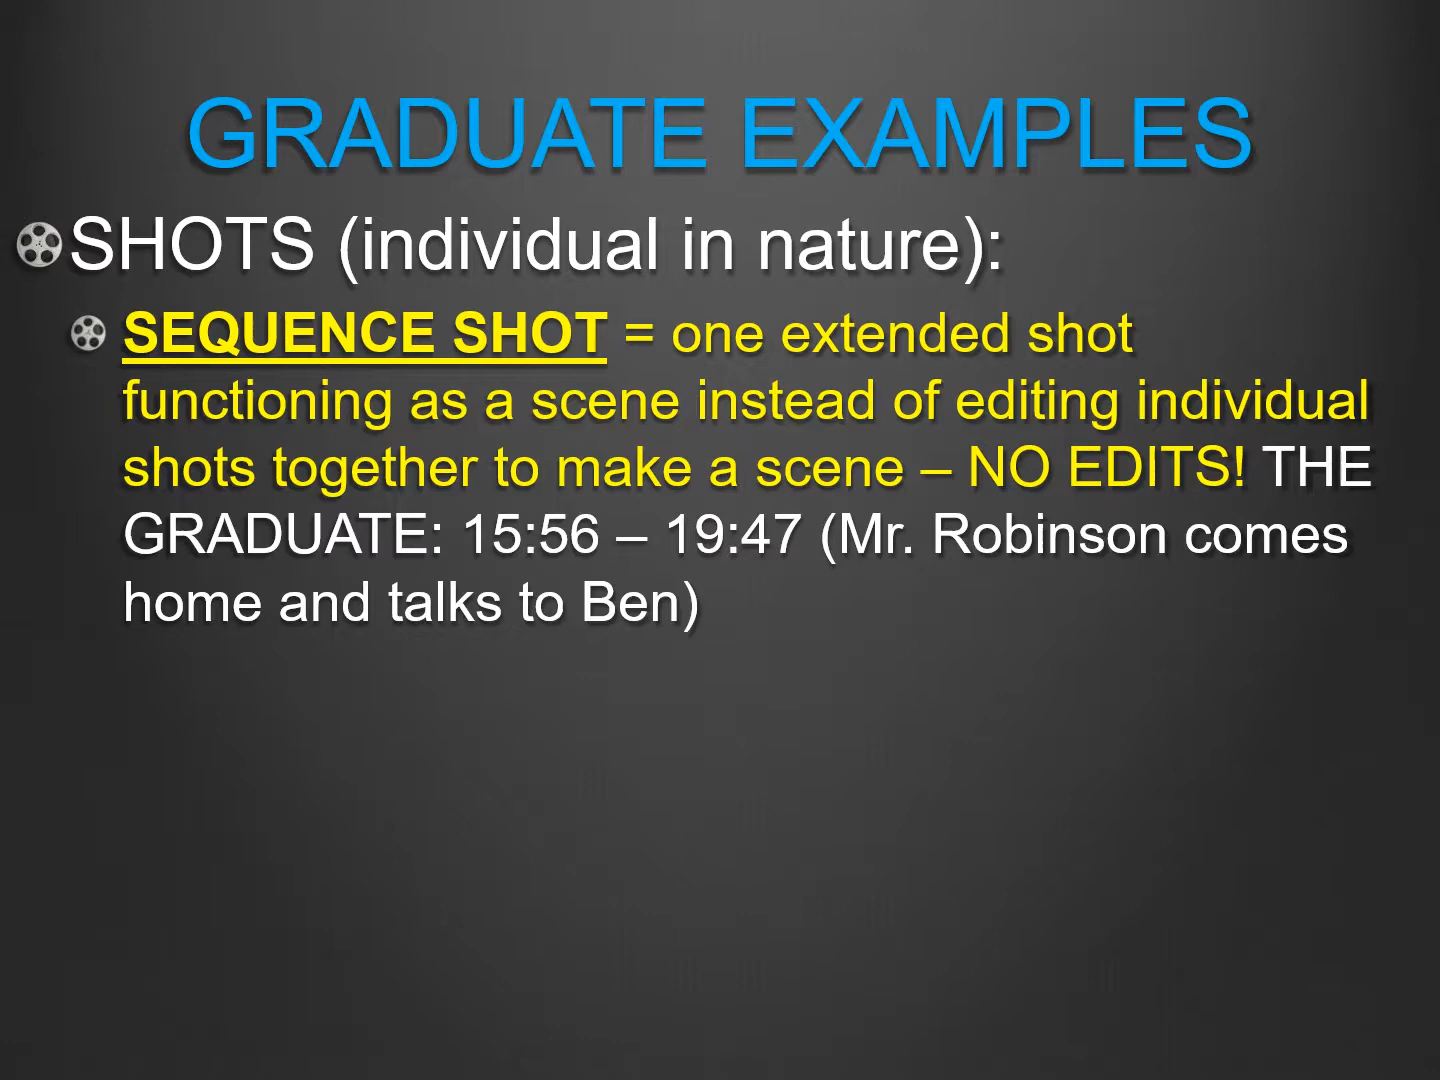 GRADUATE EXAMPLES
SHOTS (individual in nature):
SEQUENCE SHOT = one extended shot
functioning as a scene instead of editing individual
shots together to make a scene – NO EDITS! THE
GRADUATE: 15:56 – 19:47 (Mr. Robinson comes
home and talks to Ben)